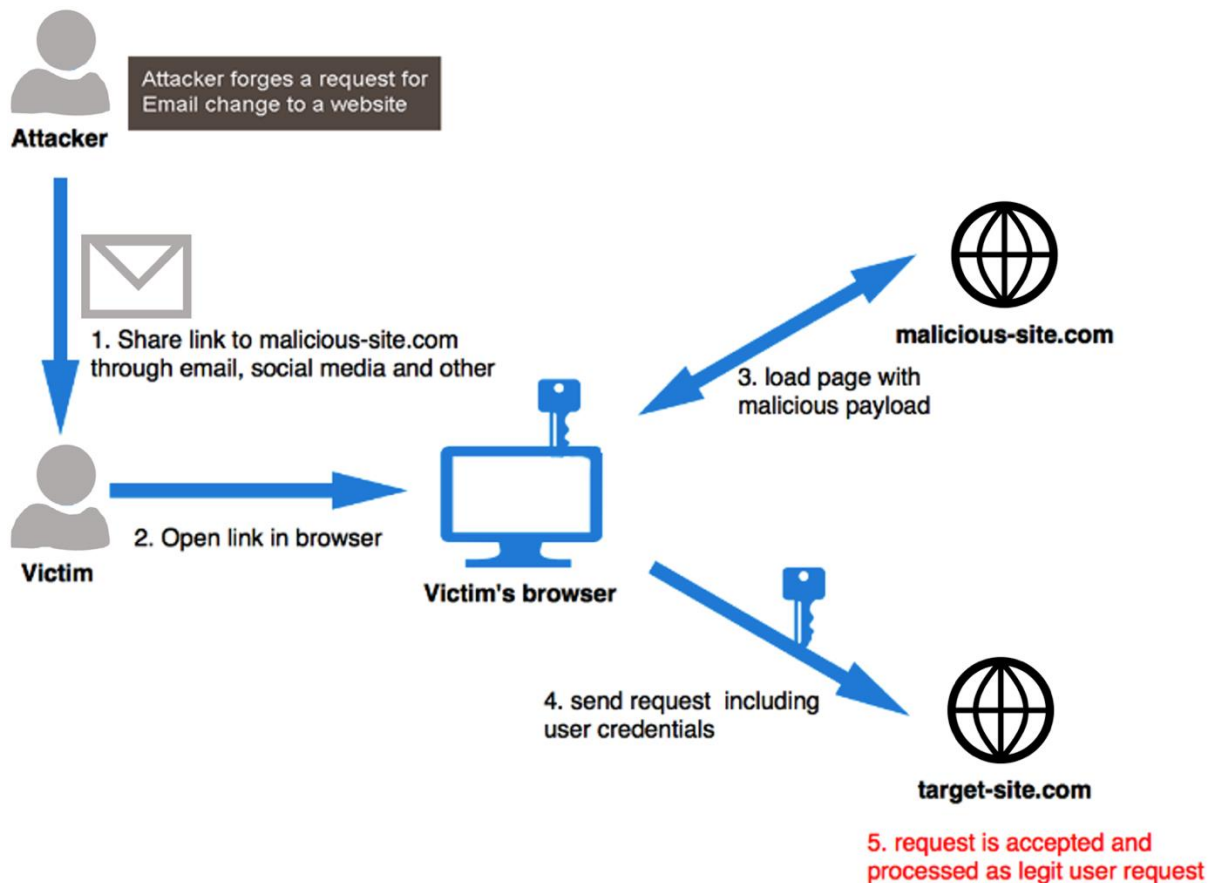 Attacker forges a request for
Email change to a website
Attacker
1. Share link to malicious-site.com
through email, social media and other
malicious-site.com
3. load page with
malicious payload
2. Open link in browser
Victim
Victim's browser
4. send request including
user credentials
target-site.com
5. request is accepted and
processed as legit user request